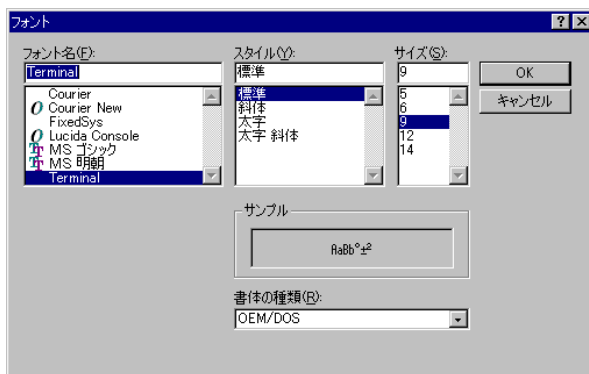 フォント
フォント名(F):
Terminal
Courier
Courier New
FixedSys
Lucida Console
MS ゴシック
MS 明朝
Terminal
スタイル(Y):
標準
標準
斜体
太字
太字 斜体
サイズ(S):
9
5
6
9
12
14
OK
キャンセル
サンプル
AaBb°±²
書体の種類(R):
OEM/DOS